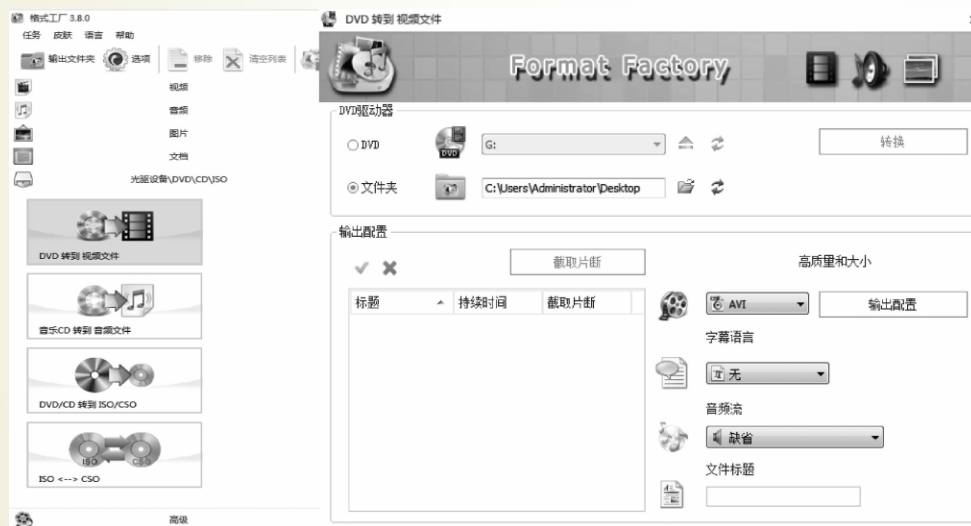 格式工厂 3.8.0
任务 皮肤 语言 帮助
输出文件夹 选项 移除 清空列表
视频
音频
图片
文档
光驱设备\DVD\CD\ISO
DVD 转到 视频文件
音乐CD 转到 音频文件
DVD/CD 转到 ISO/CSO
ISO CSO
ISO <--> CSO
高级
DVD 转到 视频文件
Format Factory
DVD驱动器
DVD
DVD
G:
转换
文件夹
C:\Users\Administrator\Desktop
输出配置
截取片断
高质量和大小
标题 持续时间 截取片断
AVI
输出配置
字幕语言
无
音频流
缺省
文件标题